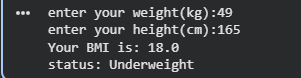 enter your weight(kg):49
enter your height(cm):165
Your BMI is: 18.0
status: Underweight